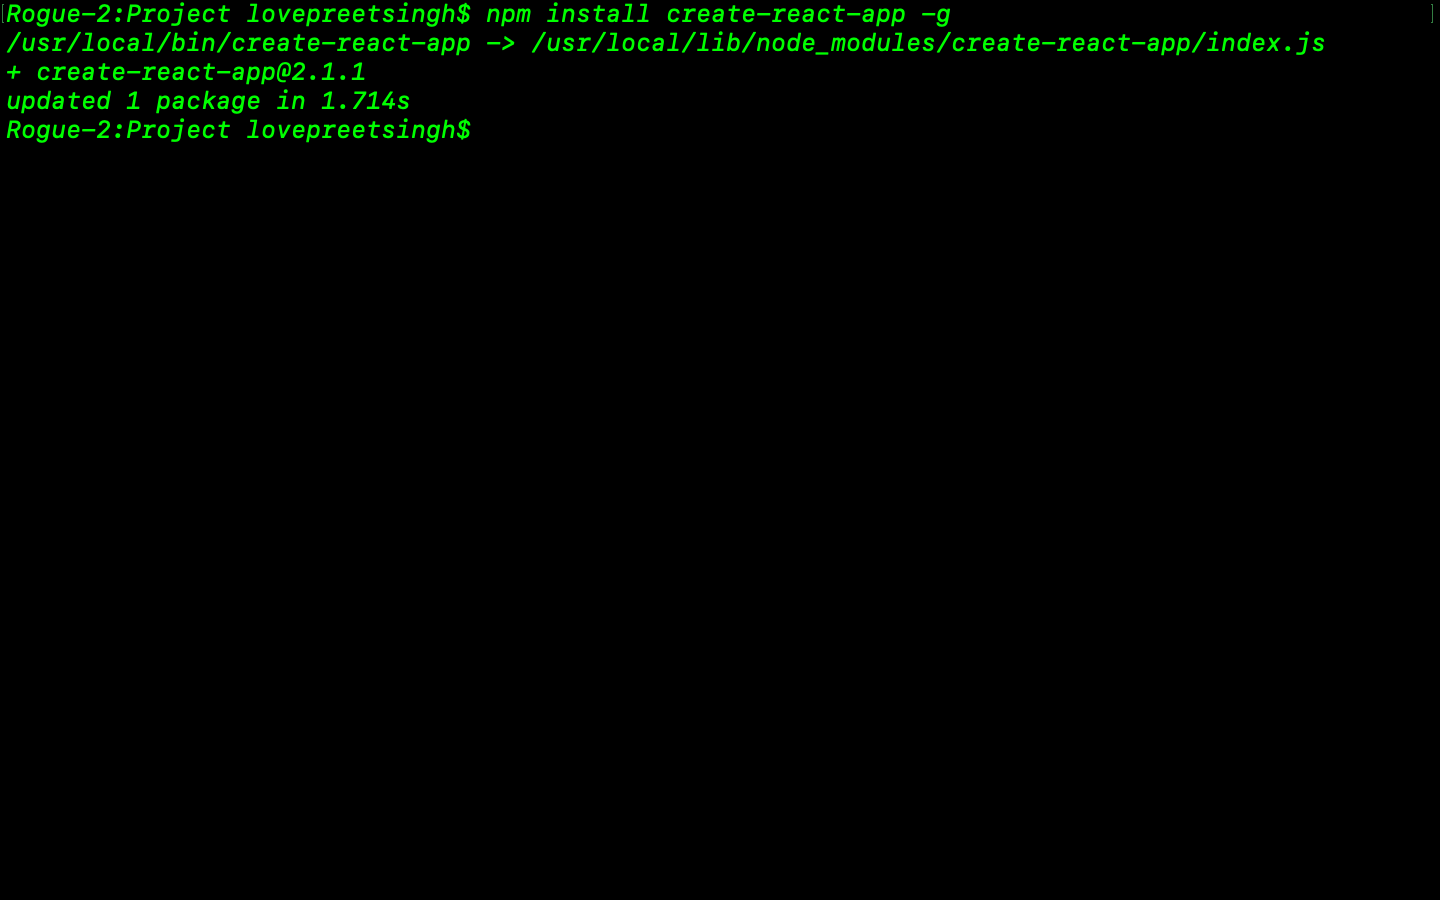 Rogue-2:Project lovepreetsingh$ npm install create-react-app -g
/usr/local/bin/create-react-app -> /usr/local/lib/node_modules/create-react-app/index.js
+ create-react-app@2.1.1
updated 1 package in 1.714s
Rogue-2:Project lovepreetsingh$